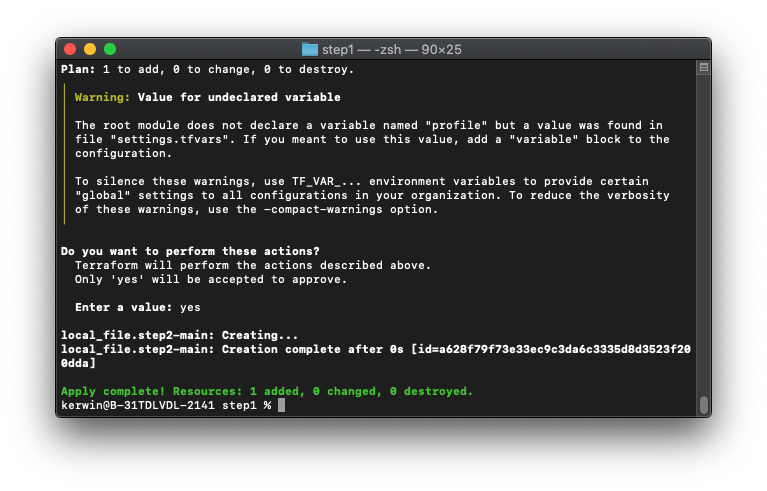 step1 — -zsh — 90×25
Plan: 1 to add, 0 to change, 0 to destroy.
Warning: Value for undeclared variable
The root module does not declare a variable named "profile" but a value was found in
file "settings.tfvars". If you meant to use this value, add a "variable" block to the
configuration.
To silence these warnings, use TF_VAR_... environment variables to provide certain
"global" settings to all configurations in your organization. To reduce the verbosity
of these warnings, use the -compact-warnings option.
Do you want to perform these actions?
Terraform will perform the actions described above.
Only 'yes' will be accepted to approve.
Enter a value: yes
local_file.step2-main: Creating...
local_file.step2-main: Creation complete after 0s [id=a628f79f73e33ec9c3da6c3335d8d3523f20
0dda]
Apply complete! Resources: 1 added, 0 changed, 0 destroyed.
kerwin@B-31TDLVDL-2141 step1 %